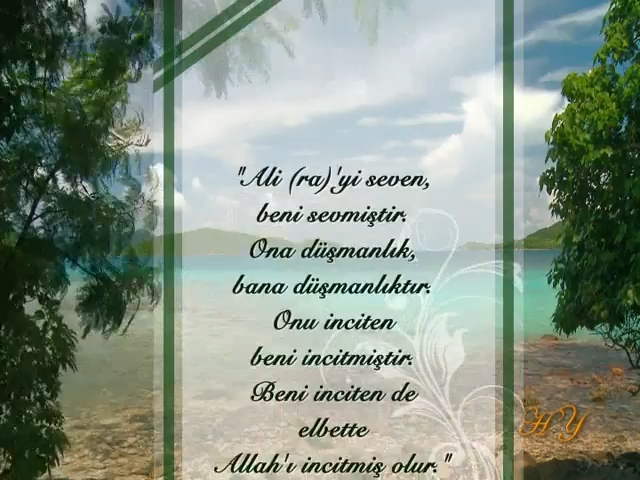 "Ali (ra)'yi seven,
beni sevmiştir.
Ona düşmanlık,
bana düşmanlıktır.
Onu inciten
beni incitmiştir.
Beni inciten de
elbette
Allah'ı incitmiş olur."
HY